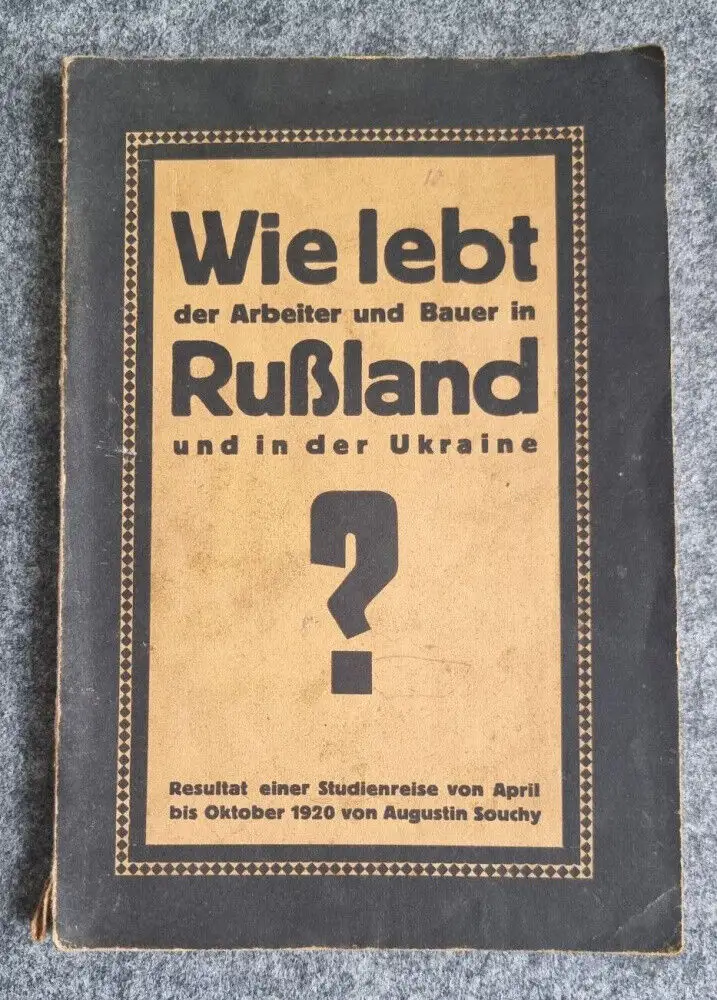 10
Wie lebt
der Arbeiter und Bauer in
Rußland
und in der Ukraine
?
Resultat einer Studienreise von April
bis Oktober 1920 von Augustin Souchy